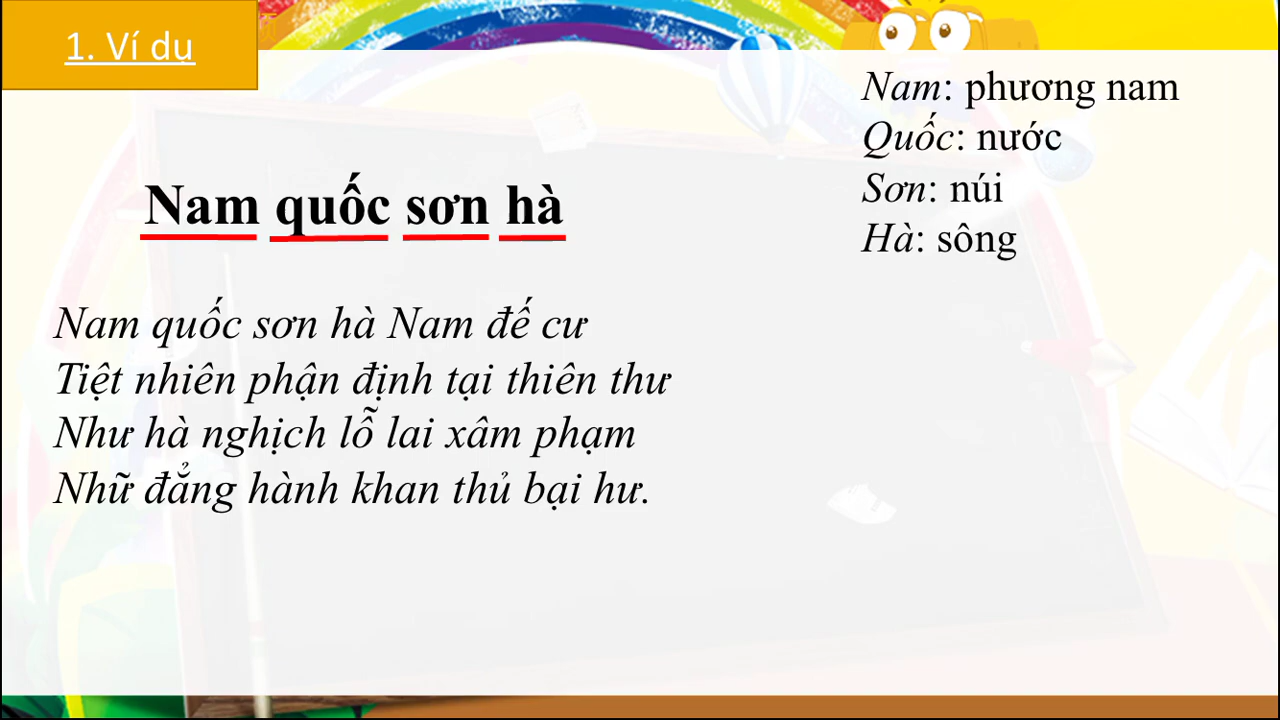 1. Ví dụ
Nam: phương nam
Quốc: nước
Sơn: núi
Hà: sông
Nam quốc sơn hà
Nam quốc sơn hà Nam đế cư
Tiệt nhiên phận định tại thiên thư
Như hà nghịch lỗ lai xâm phạm
Nhữ đẳng hành khan thủ bại hư.